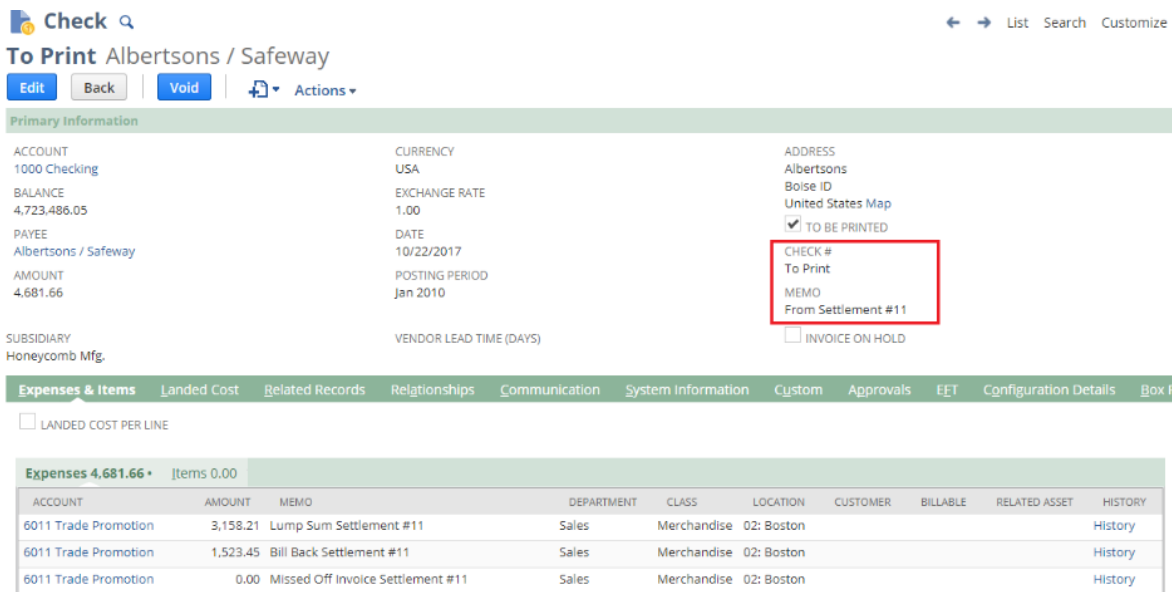 Check
List Search Customize
To Print Albertsons / Safeway
Edit Back Void Actions
Primary Information
ACCOUNT
1000 Checking
BALANCE
4,723,486.05
PAYEE
Albertsons / Safeway
AMOUNT
4,681.66
SUBSIDIARY
Honeycomb Mfg.
CURRENCY
USA
EXCHANGE RATE
1.00
DATE
10/22/2017
POSTING PERIOD
Jan 2010
VENDOR LEAD TIME (DAYS)
ADDRESS
Albertsons
Boise ID
United States Map
TO BE PRINTED
CHECK #
To Print
MEMO
From Settlement #11
INVOICE ON HOLD
Expenses & Items Landed Cost Related Records Relationships Communication System Information Custom Approvals EFT Configuration Details Box
LANDED COST PER LINE
Expenses 4,681.66 • Items 0.00
ACCOUNT AMOUNT MEMO DEPARTMENT CLASS LOCATION CUSTOMER BILLABLE RELATED ASSET HISTORY
6011 Trade Promotion 3,158.21 Lump Sum Settlement #11 Sales Merchandise 02: Boston History
6011 Trade Promotion 1,523.45 Bill Back Settlement #11 Sales Merchandise 02: Boston History
6011 Trade Promotion 0.00 Missed Off Invoice Settlement #11 Sales Merchandise 02: Boston History